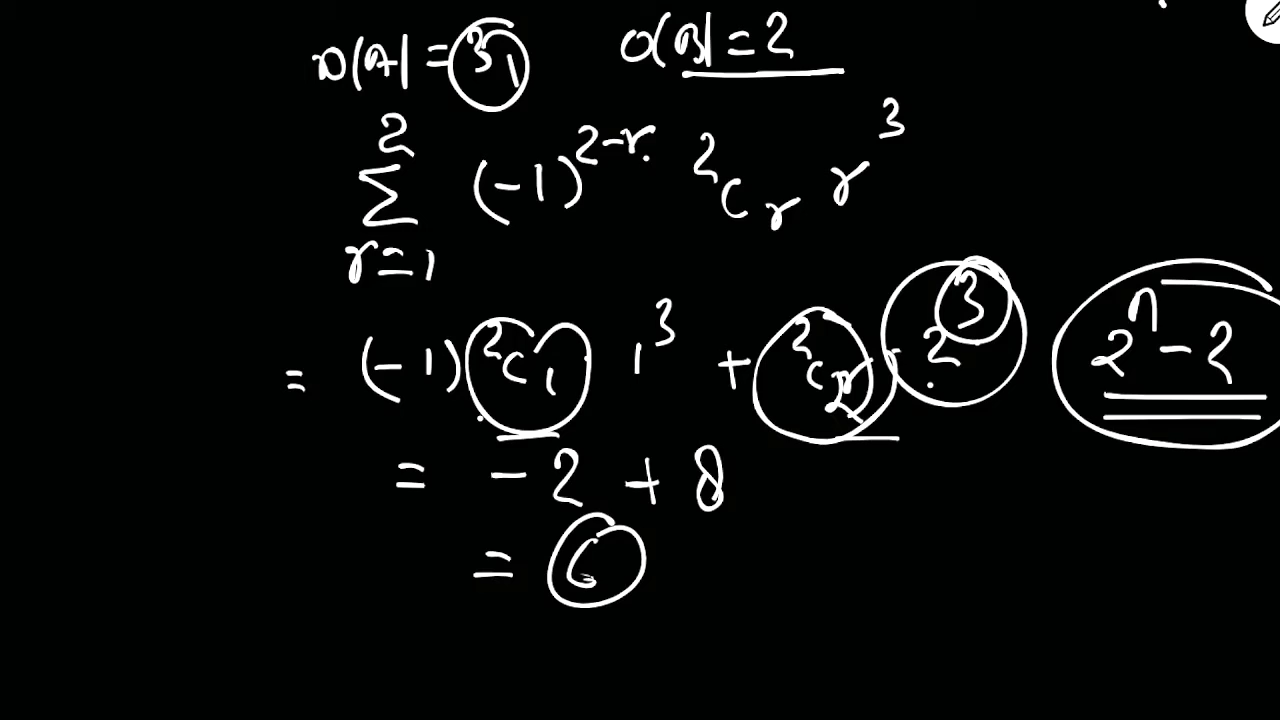 O(A) = 3, O(B) = 2
2
∑ (-1)^{2-r} ²C_r r³
r=1
= (-1) ²C₁ 1³ + ²C₂ 2³ 2ⁿ - 2
= -2 + 8
= 6